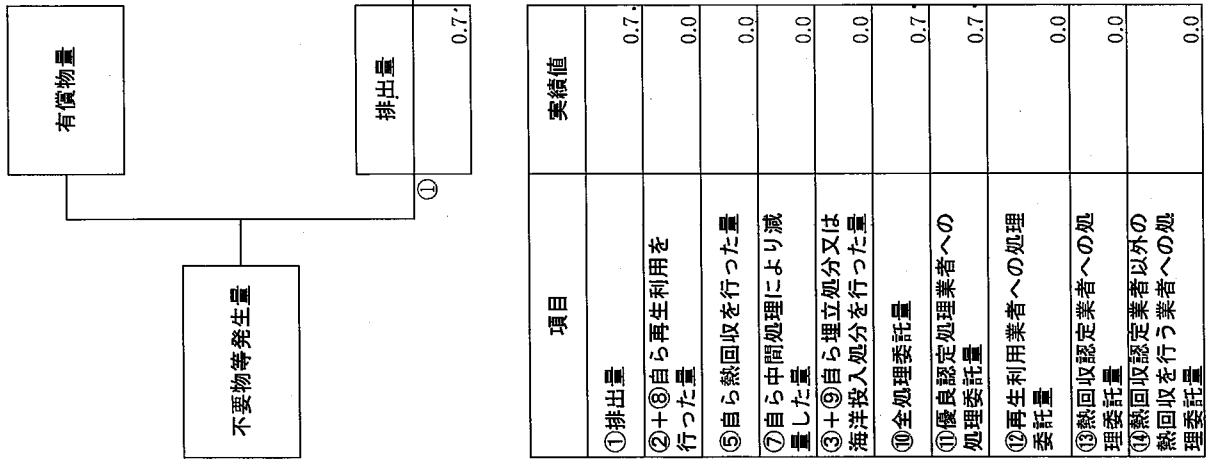 不要物等発生量
有償物量
①
排出量
0.7
項目
実績値
①排出量
0.7
②+⑧自ら再生利用を
行った量
0.0
⑤自ら熱回収を行った量
0.0
⑦自ら中間処理により減
量した量
0.0
③+⑨自ら埋立処分又は
海洋投入処分を行った量
0.0
⑩全処理委託量
0.7
⑪優良認定処理業者への
処理委託量
0.7
⑫再生利用業者への処理
委託量
0.0
⑬熱回収認定業者への処
理委託量
0.0
⑭熱回収認定業者以外の
熱回収を行う業者への処
理委託量
0.0